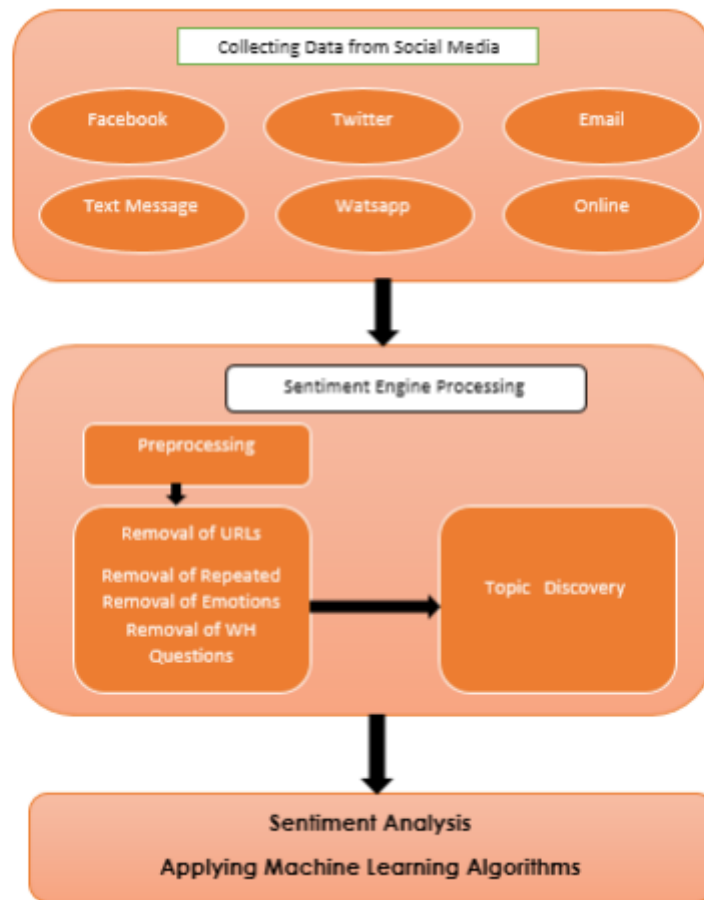 Collecting Data from Social Media
Facebook
Twitter
Email
Text Message
Watsapp
Online
Sentiment Engine Processing
Preprocessing
Removal of URLs
Removal of Repeated
Removal of Emotions
Removal of WH
Questions
Topic Discovery
Sentiment Analysis
Applying Machine Learning Algorithms